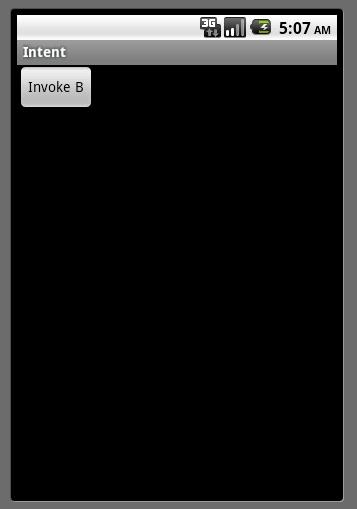 3G 5:07 AM
Intent
Invoke B